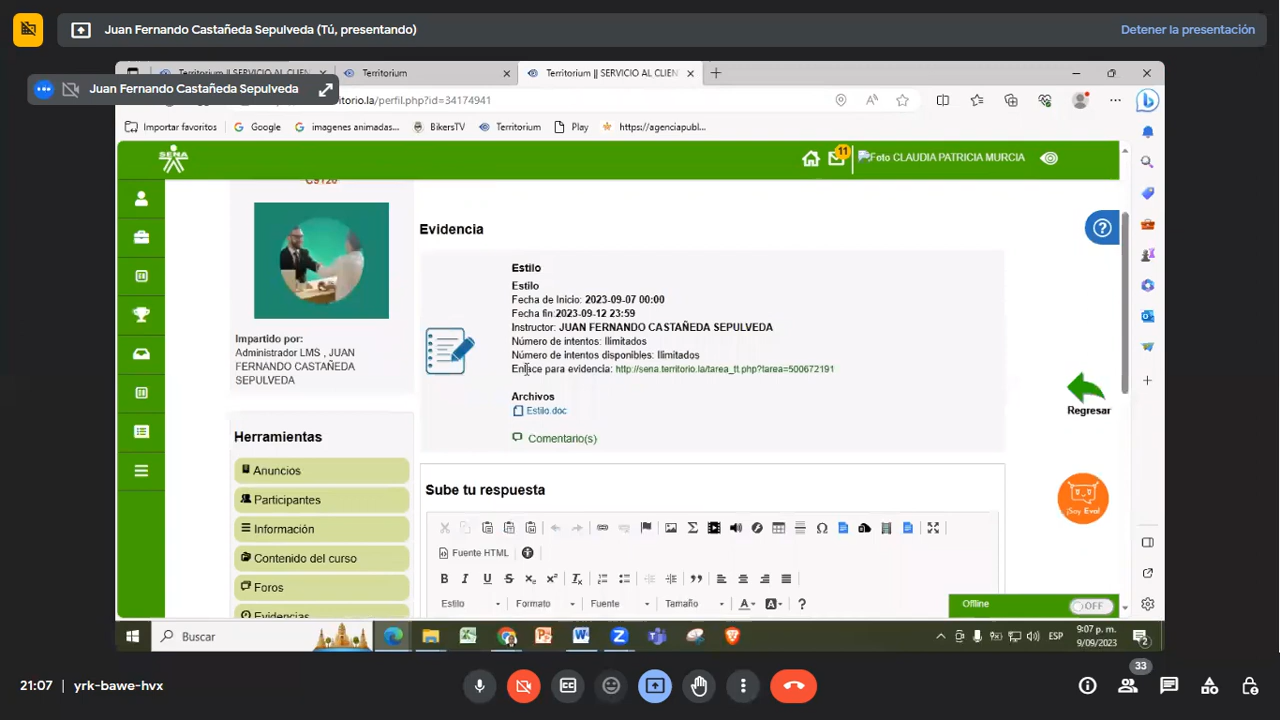 Juan Fernando Castañeda Sepulveda (Tú, presentando)
Detener la presentación
Territorium || SERVICIO AL CLIEN
Territorium
Territorium || SERVICIO AL CLIEN
Juan Fernando Castañeda Sepulveda
itorio.la/perfil.php?id=34174941
Importar favoritos
Google
imagenes animadas...
BikersTV
Territorium
Play
https://agenciapubl...
SENA
11
Foto CLAUDIA PATRICIA MURCIA
Evidencia
Estilo
Estilo
Fecha de Inicio: 2023-09-07 00:00
Fecha fin:2023-09-12 23:59
Instructor: JUAN FERNANDO CASTAÑEDA SEPULVEDA
Número de intentos: Ilimitados
Número de intentos disponibles: Ilimitados
Enlace para evidencia: http://sena.territorio.la/tarea_tt.php?tarea=500672191
Archivos
Estilo.doc
Comentario(s)
Regresar
Impartido por:
Administrador LMS , JUAN
FERNANDO CASTAÑEDA
SEPULVEDA
Herramientas
Anuncios
Participantes
Información
Contenido del curso
Foros
Evidencias
Sube tu respuesta
Fuente HTML
Estilo
Formato
Fuente
Tamaño
¡Soy Eva!
Offline
OFF
Buscar
ESP
9:07 p. m.
9/09/2023
2
21:07 | yrk-bawe-hvx
33